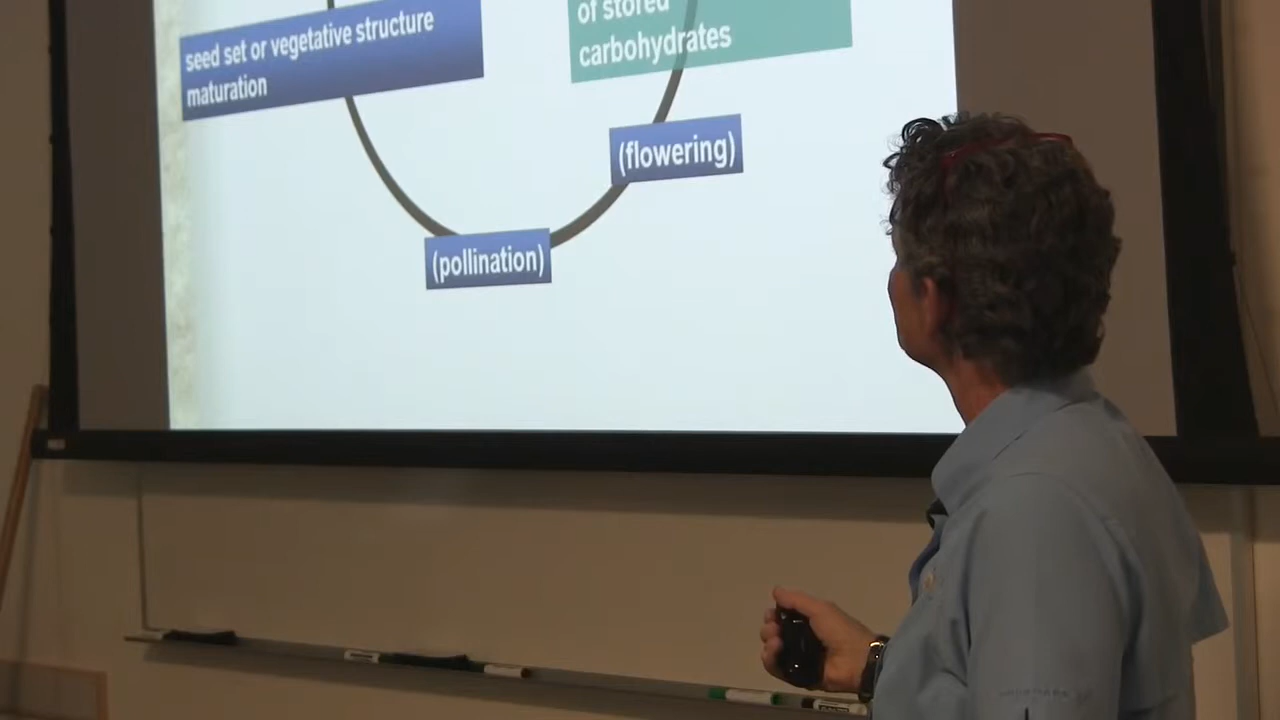 seed set or vegetative structure
maturation
of stored
carbohydrates
(flowering)
(pollination)